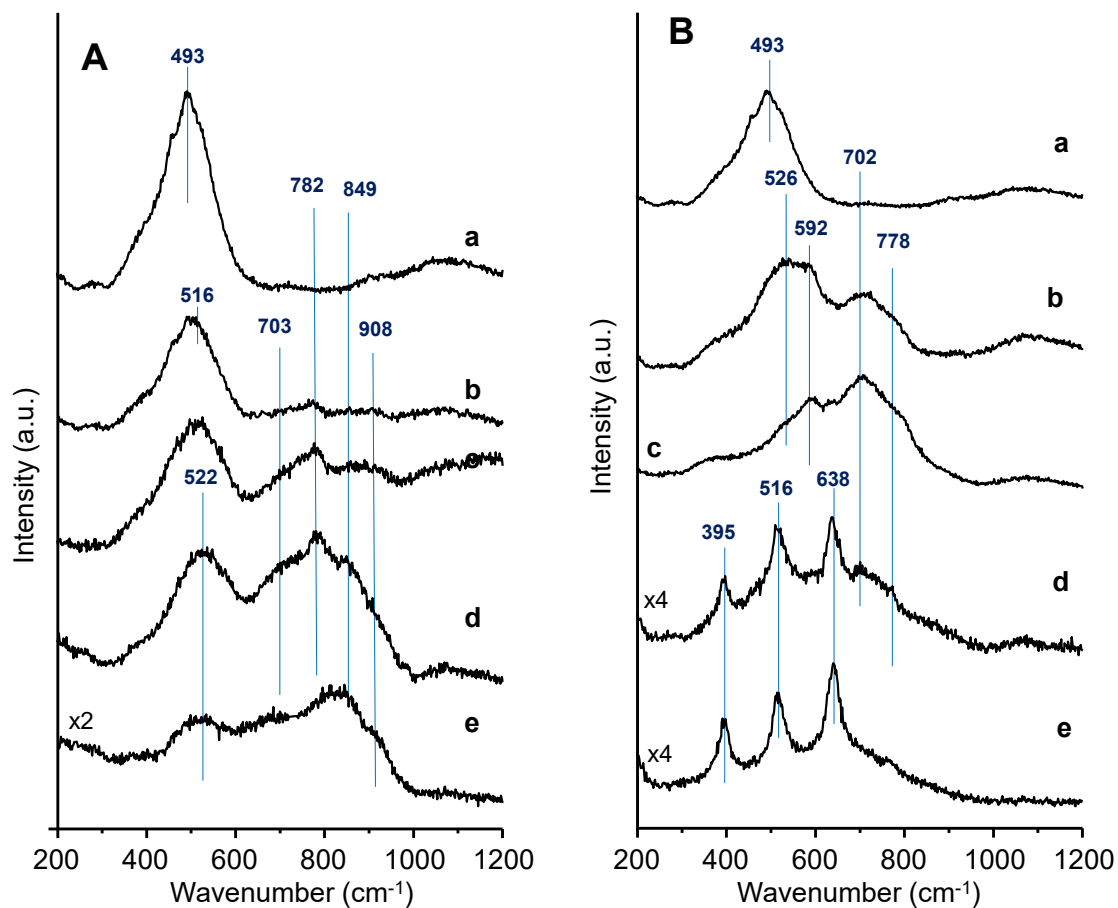 A
493
782
849
a
516
703
908
b
c
522
d
x2
e
Intensity (a.u.)
200 400 600 800 1000 1200
Wavenumber (cm-1)
B
493
a
702
526
592
778
b
c
638
516
395
d
x4
x4
e
Intensity (a.u.)
200 400 600 800 1000 1200
Wavenumber (cm-1)